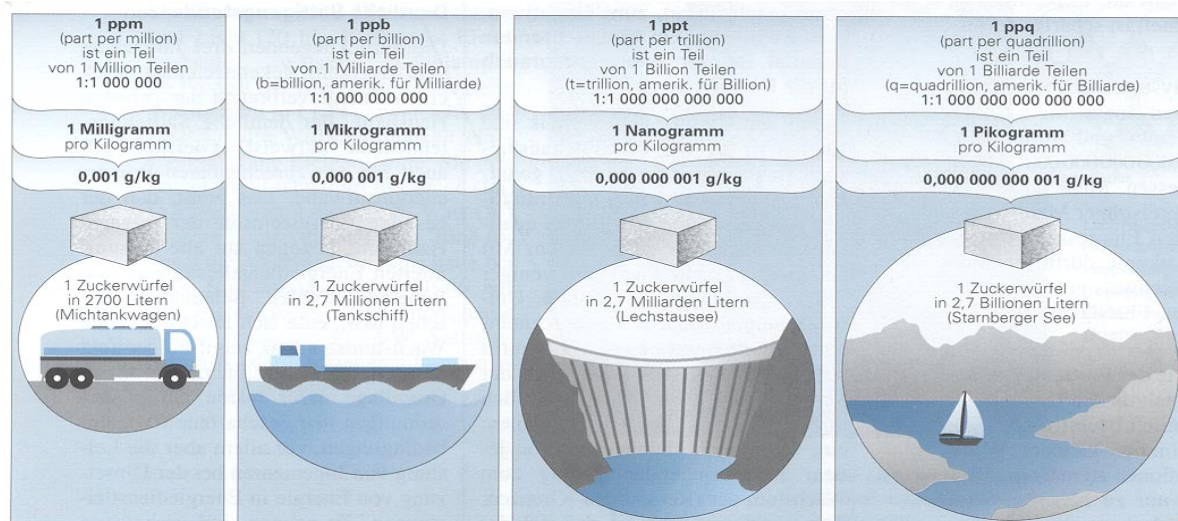 1 ppm
(part per million)
ist ein Teil
von 1 Million Teilen
1:1 000 000
1 Milligramm
pro Kilogramm
0,001 g/kg
1 Zuckerwürfel
in 2700 Litern
(Michtankwagen)
1 ppb
(part per billion)
ist ein Teil
von 1 Milliarde Teilen
(b=billion, amerik. für Milliarde)
1:1 000 000 000
1 Mikrogramm
pro Kilogramm
0,000 001 g/kg
1 Zuckerwürfel
in 2,7 Millionen Litern
(Tankschiff)
1 ppt
(part per trillion)
ist ein Teil
von 1 Billion Teilen
(t=trillion, amerik. für Billion)
1:1 000 000 000 000
1 Nanogramm
pro Kilogramm
0,000 000 001 g/kg
1 Zuckerwürfel
in 2,7 Milliarden Litern
(Lechstausee)
1 ppq
(part per quadrillion)
ist ein Teil
von 1 Billiarde Teilen
(q=quadrillion, amerik. für Billiarde)
1:1 000 000 000 000 000
1 Pikogramm
pro Kilogramm
0,000 000 000 001 g/kg
1 Zuckerwürfel
in 2,7 Billionen Litern
(Starnberger See)